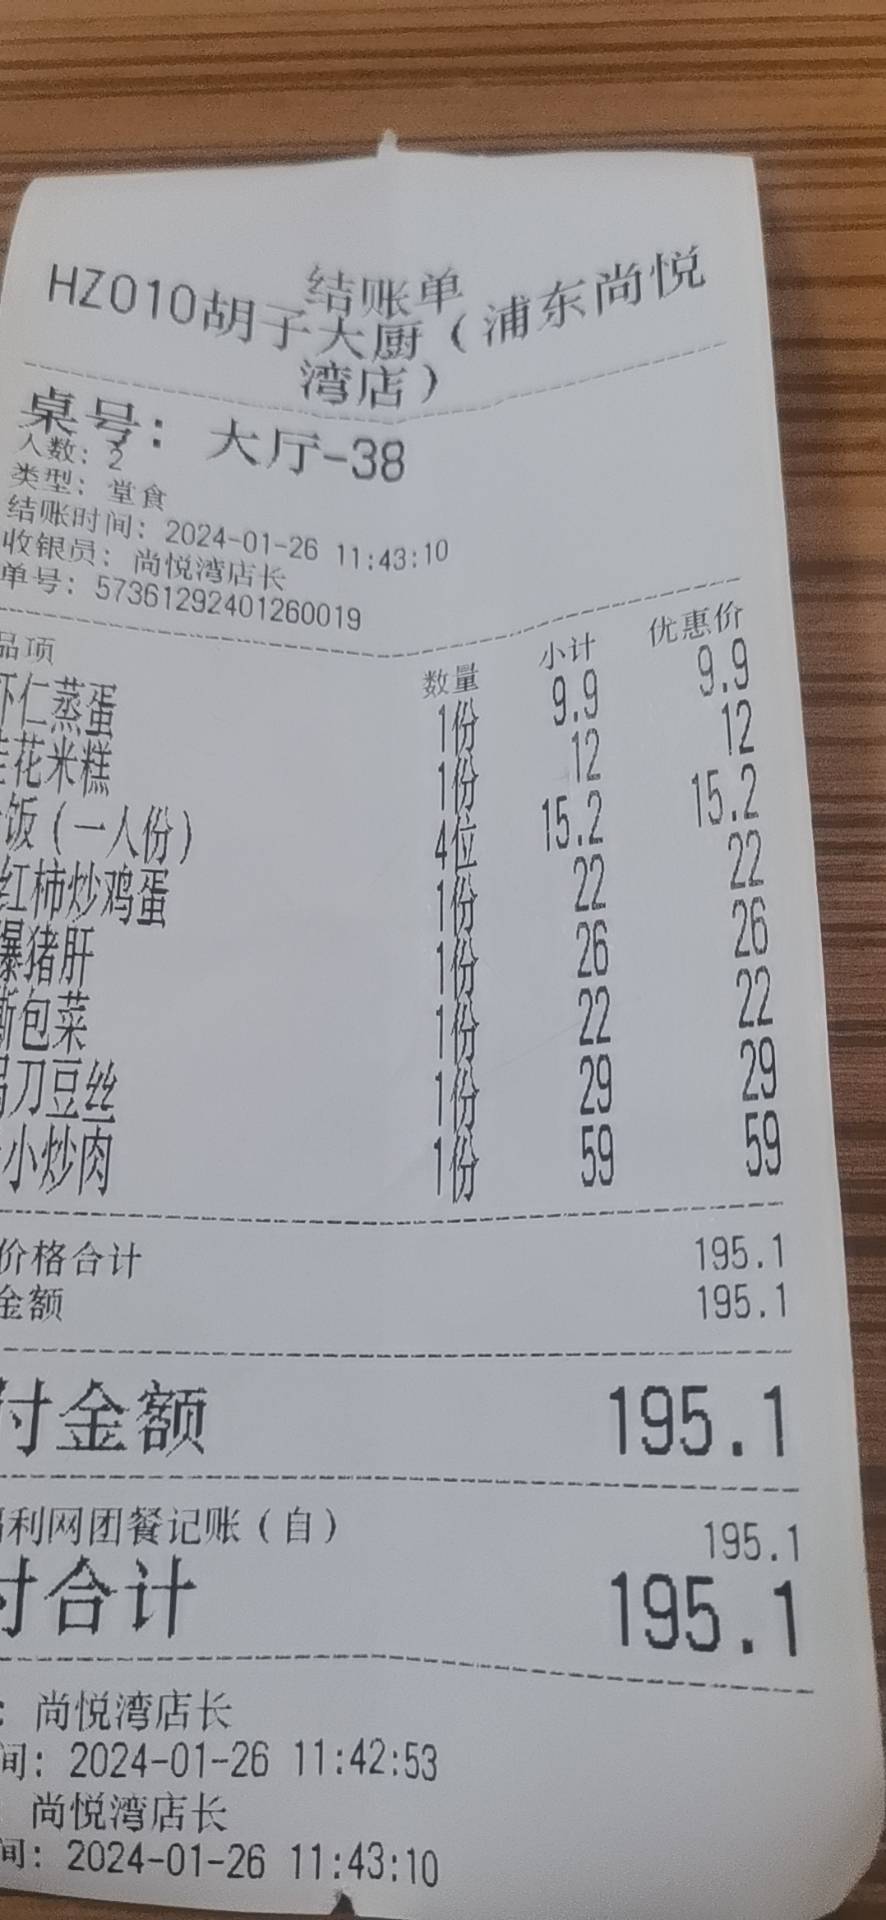 结账单
HZ010胡子大厨（浦东尚悦
湾店）
桌号：大厅-38
人数：2
类型：堂食
结账时间：2024-01-26 11:43:10
收银员：尚悦湾店长
单号：57361292401260019
品项 数量 小计 优惠价
虾仁蒸蛋 1份 9.9 9.9
花米糕 1份 12 12
饭（一人份） 4位 15.2 15.2
红柿炒鸡蛋 1份 22 22
爆猪肝 1份 26 26
撕包菜 1份 22 22
刀豆丝 1份 29 29
小炒肉 1份 59 59
价格合计 195.1
金额 195.1
付金额 195.1
福利网团餐记账（自） 195.1
付合计 195.1
：尚悦湾店长
间：2024-01-26 11:42:53
尚悦湾店长
间：2024-01-26 11:43:10